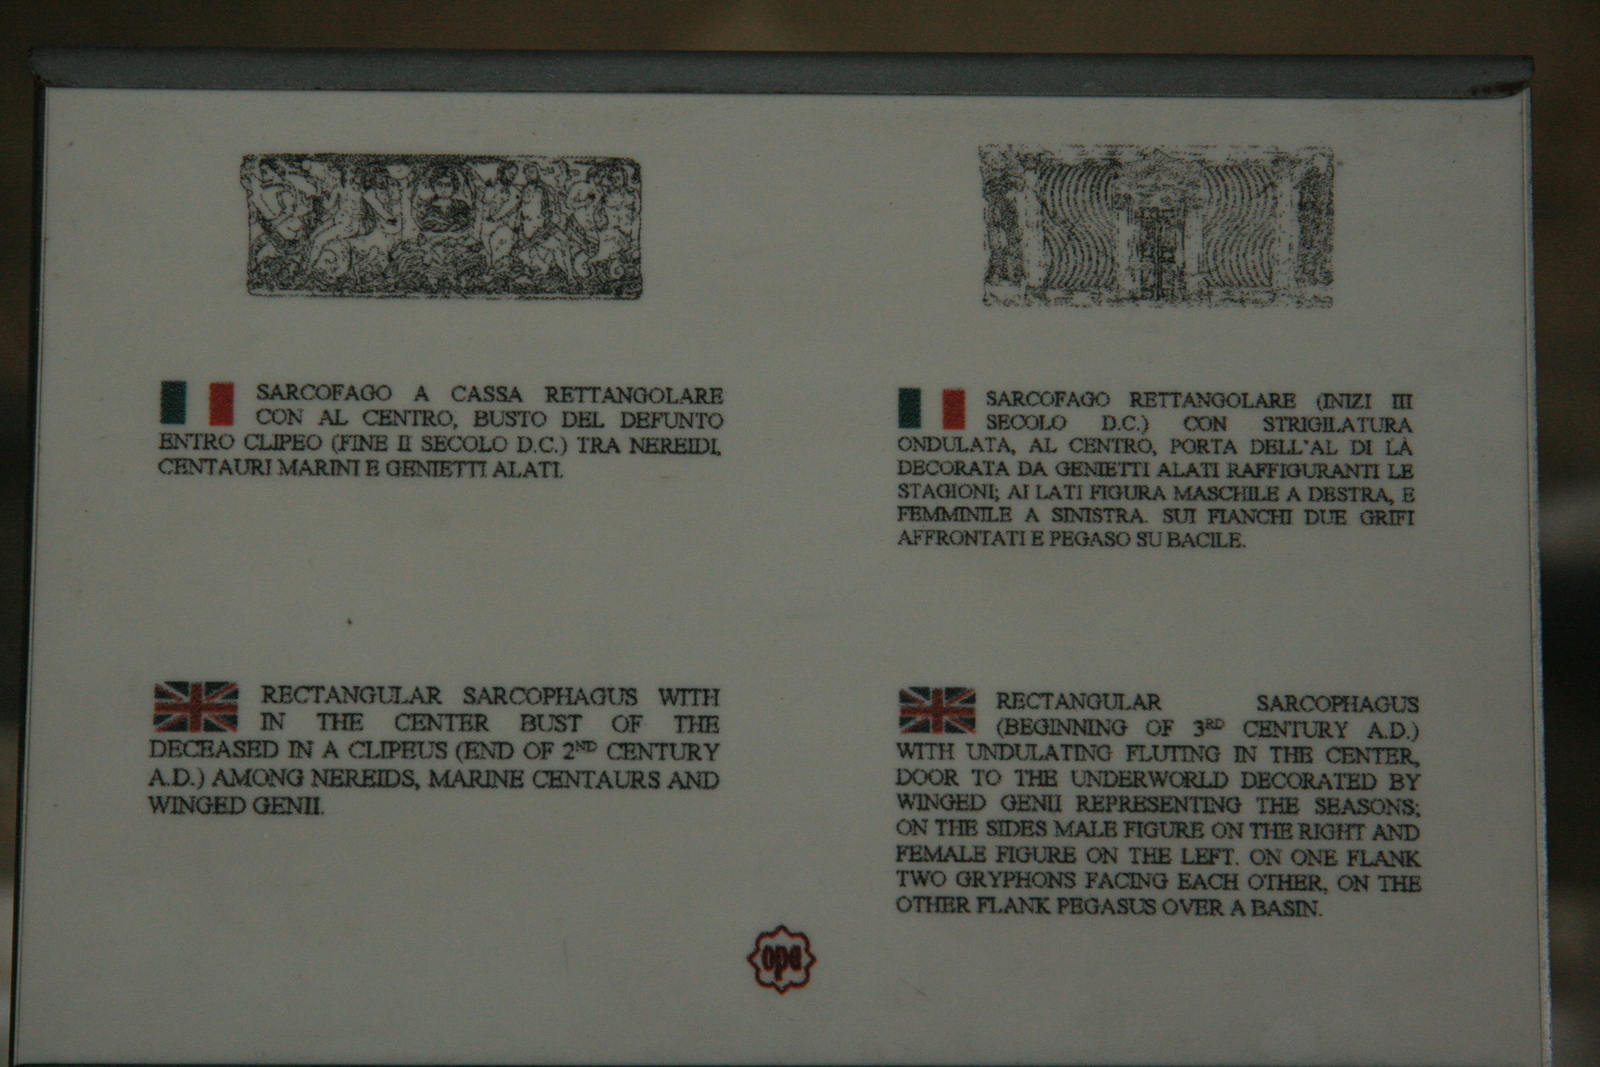 SARCOFAGO A CASSA RETTANGOLARE
CON AL CENTRO, BUSTO DEL DEFUNTO
ENTRO CLIPEO (FINE II SECOLO D.C.) TRA NEREIDI,
CENTAURI MARINI E GENIETTI ALATI.
RECTANGULAR SARCOPHAGUS WITH
IN THE CENTER BUST OF THE
DECEASED IN A CLIPEUS (END OF 2ND CENTURY
A.D.) AMONG NEREIDS, MARINE CENTAURS AND
WINGED GENII.
SARCOFAGO RETTANGOLARE (INIZI III
SECOLO D.C.) CON STRIGILATURA
ONDULATA, AL CENTRO, PORTA DELL'AL DI LÀ
DECORATA DA GENIETTI ALATI RAFFIGURANTI LE
STAGIONI; AI LATI FIGURA MASCHILE A DESTRA, E
FEMMINILE A SINISTRA. SUI FIANCHI DUE GRIFI
AFFRONTATI E PEGASO SU BACILE.
RECTANGULAR SARCOPHAGUS
(BEGINNING OF 3RD CENTURY A.D.)
WITH UNDULATING FLUTING IN THE CENTER,
DOOR TO THE UNDERWORLD DECORATED BY
WINGED GENII REPRESENTING THE SEASONS;
ON THE SIDES MALE FIGURE ON THE RIGHT AND
FEMALE FIGURE ON THE LEFT. ON ONE FLANK
TWO GRYPHONS FACING EACH OTHER, ON THE
OTHER FLANK PEGASUS OVER A BASIN.
opa